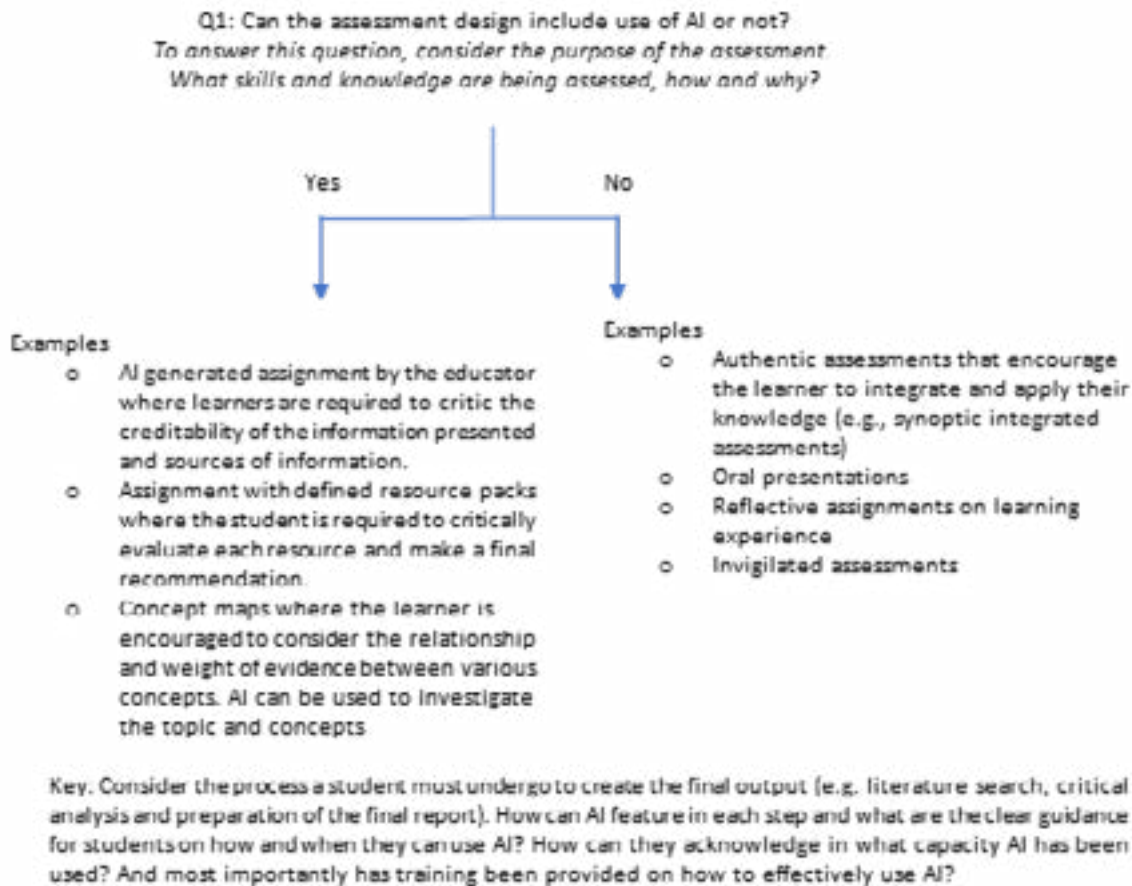 Q1: Can the assessment design include use of AI or not?
To answer this question, consider the purpose of the assessment.
What skills and knowledge are being assessed, how and why?
Yes
No
Examples
o AI generated assignment by the educator
where learners are required to critic the
creditability of the information presented
and sources of information.
o Assignment with defined resource packs
where the student is required to critically
evaluate each resource and make a final
recommendation.
o Concept maps where the learner is
encouraged to consider the relationship
and weight of evidence between various
concepts. AI can be used to investigate
the topic and concepts
Examples
o Authentic assessments that encourage
the learner to integrate and apply their
knowledge (e.g., synoptic integrated
assessments)
o Oral presentations
o Reflective assignments on learning
experience
o Invigilated assessments
Key: Consider the process a student must undergo to create the final output (e.g. literature search, critical
analysis and preparation of the final report). How can AI feature in each step and what are the clear guidance
for students on how and when they can use AI? How can they acknowledge in what capacity AI has been
used? And most importantly has training been provided on how to effectively use AI?